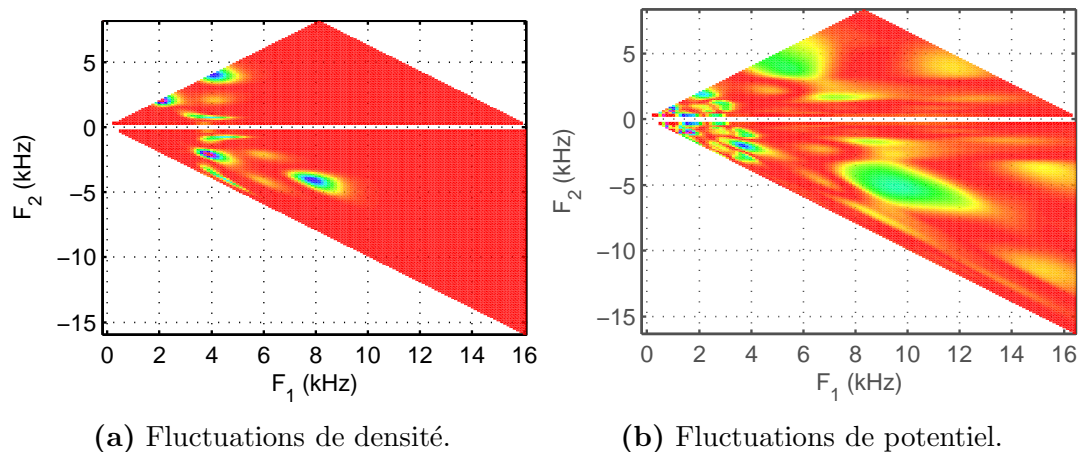 5
0
−5
−10
−15
F2 (kHz)
0 2 4 6 8 10 12 14 16
F1 (kHz)
(a) Fluctuations de densité.
5
0
−5
−10
−15
F2 (kHz)
0 2 4 6 8 10 12 14 16
F1 (kHz)
(b) Fluctuations de potentiel.